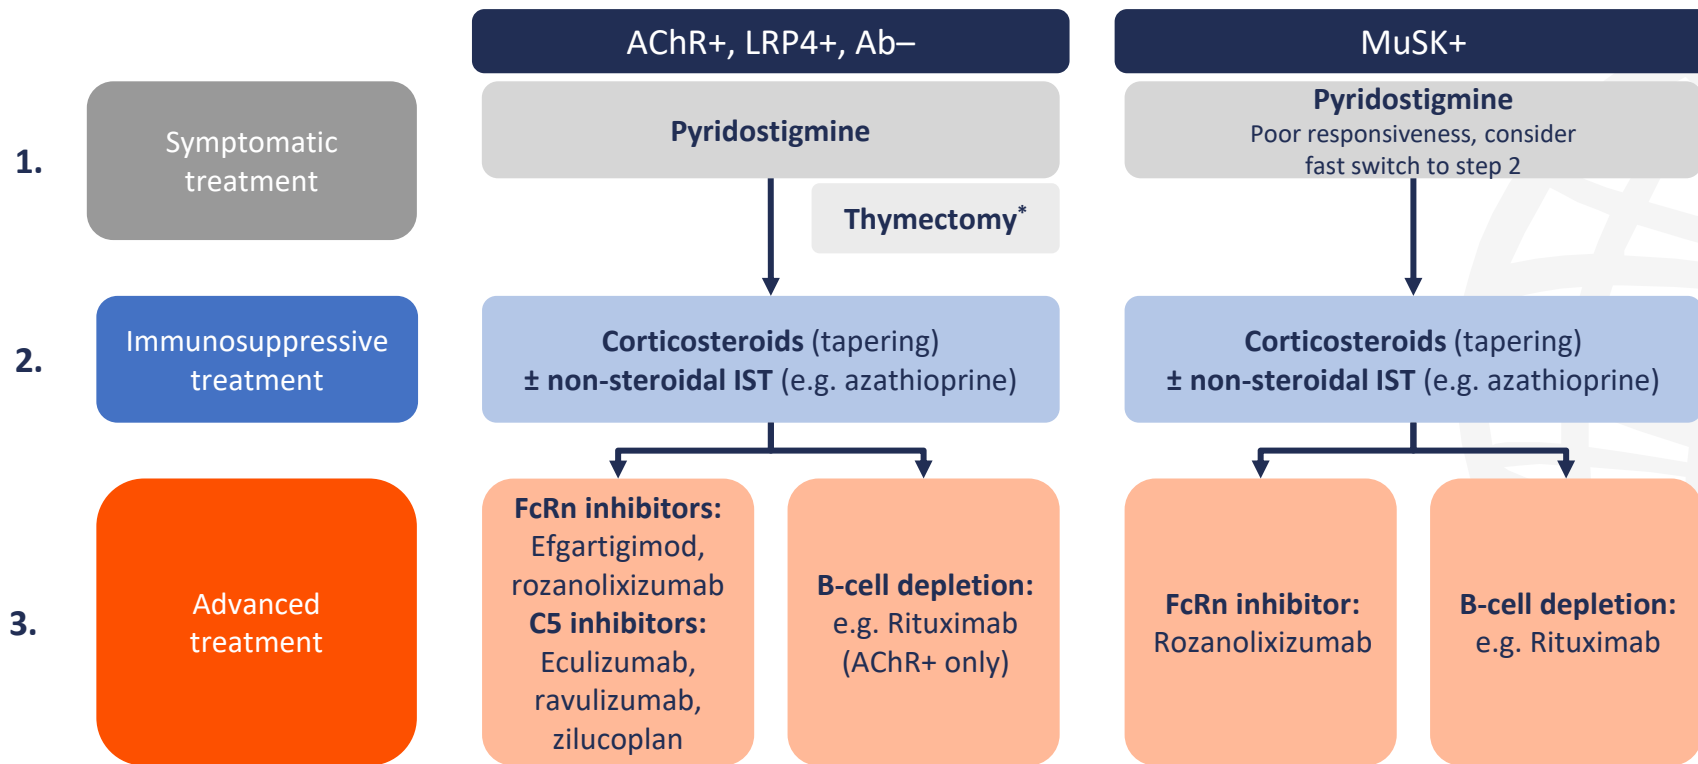 AChR+, LRP4+, Ab–
MuSK+
1.
Symptomatic
treatment
Pyridostigmine
Thymectomy*
Pyridostigmine
Poor responsiveness, consider
fast switch to step 2
2.
Immunosuppressive
treatment
Corticosteroids (tapering)
± non-steroidal IST (e.g. azathioprine)
Corticosteroids (tapering)
± non-steroidal IST (e.g. azathioprine)
3.
Advanced
treatment
FcRn inhibitors:
Efgartigimod,
rozanolixizumab
C5 inhibitors:
Eculizumab,
ravulizumab,
zilucoplan
B-cell depletion:
e.g. Rituximab
(AChR+ only)
FcRn inhibitor:
Rozanolixizumab
B-cell depletion:
e.g. Rituximab